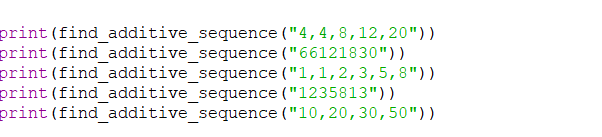 print(find_additive_sequence("4,4,8,12,20"))
print(find_additive_sequence("66121830"))
print(find_additive_sequence("1,1,2,3,5,8"))
print(find_additive_sequence("1235813"))
print(find_additive_sequence("10,20,30,50"))